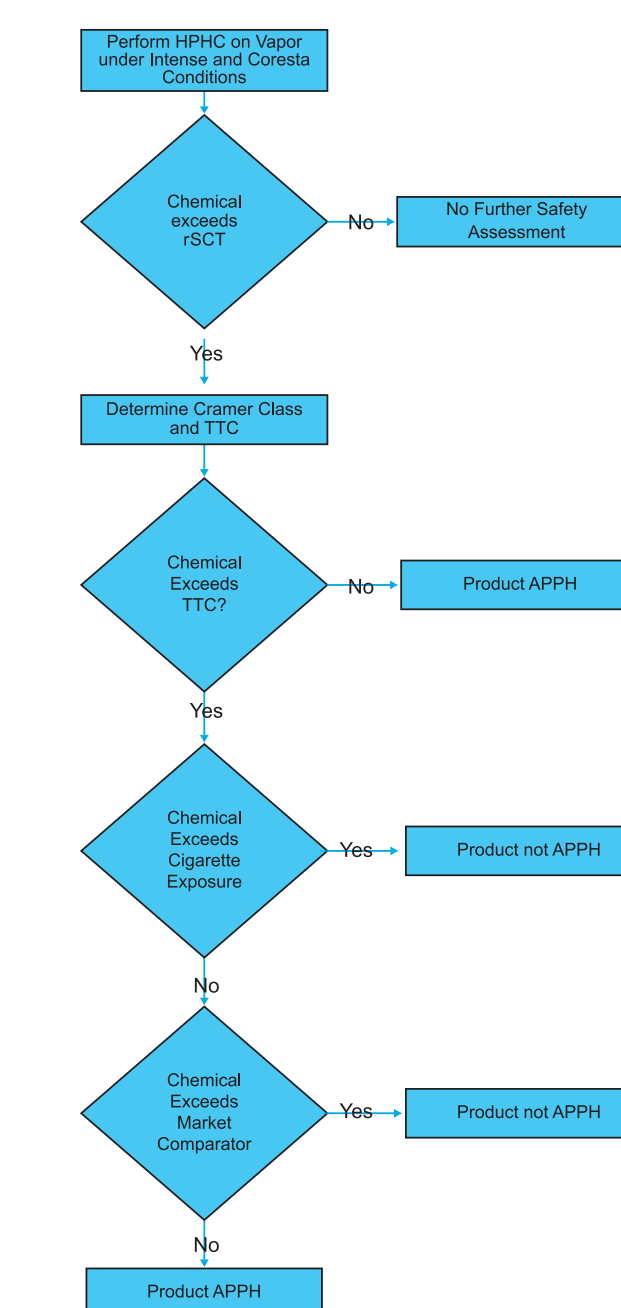 Perform HPHC on Vapor
under Intense and Coresta
Conditions
Chemical
exceeds
rSCT
No
No Further Safety
Assessment
Yes
Determine Cramer Class
and TTC
Chemical
Exceeds
TTC?
No
Product APPH
Yes
Chemical
Exceeds
Cigarette
Exposure
Yes
Product not APPH
No
Chemical
Exceeds
Market
Comparator
Yes
Product not APPH
No
Product APPH